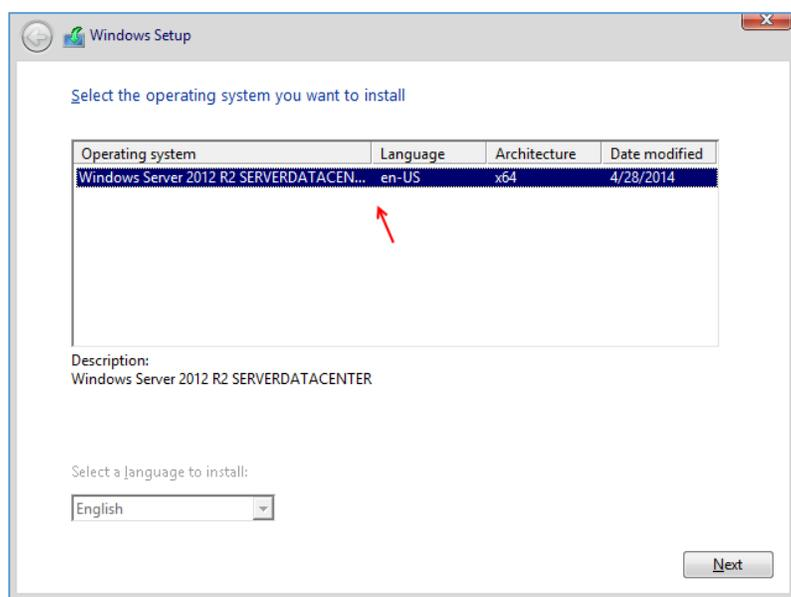 Windows Setup
Select the operating system you want to install
Operating system Language Architecture Date modified
Windows Server 2012 R2 SERVERDATACEN... en-US x64 4/28/2014
Description:
Windows Server 2012 R2 SERVERDATACENTER
Select a language to install:
English
Next